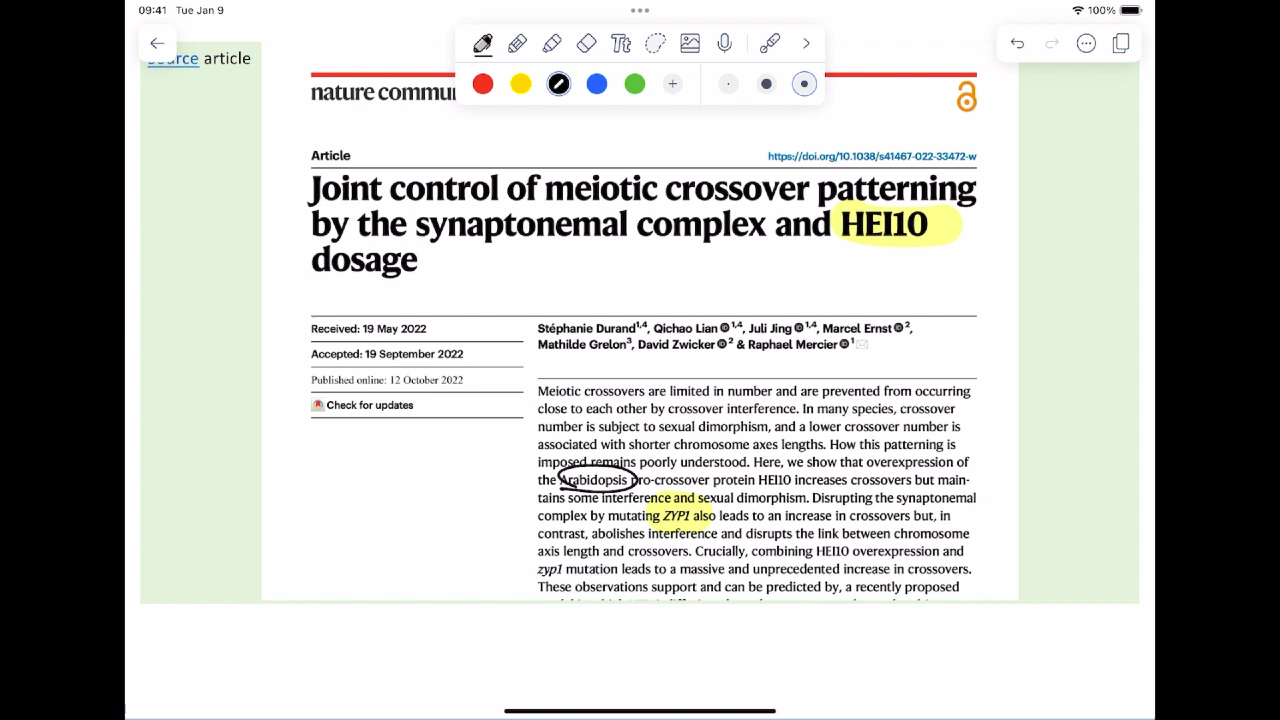 09:41 Tue Jan 9
100%
Tt
source article
nature commu
Article
https://doi.org/10.1038/s41467-022-33472-w
Joint control of meiotic crossover patterning
by the synaptonemal complex and HEI10
dosage
Received: 19 May 2022
Accepted: 19 September 2022
Published online: 12 October 2022
Check for updates
Stéphanie Durand1,4, Qichao Lian 1,4, Juli Jing 1,4, Marcel Ernst 2,
Mathilde Grelon3, David Zwicker 2 & Raphael Mercier 1
Meiotic crossovers are limited in number and are prevented from occurring
close to each other by crossover interference. In many species, crossover
number is subject to sexual dimorphism, and a lower crossover number is
associated with shorter chromosome axes lengths. How this patterning is
imposed remains poorly understood. Here, we show that overexpression of
the Arabidopsis pro-crossover protein HEI10 increases crossovers but main-
tains some interference and sexual dimorphism. Disrupting the synaptonemal
complex by mutating ZYP1 also leads to an increase in crossovers but, in
contrast, abolishes interference and disrupts the link between chromosome
axis length and crossovers. Crucially, combining HEI10 overexpression and
zyp1 mutation leads to a massive and unprecedented increase in crossovers.
These observations support and can be predicted by, a recently proposed